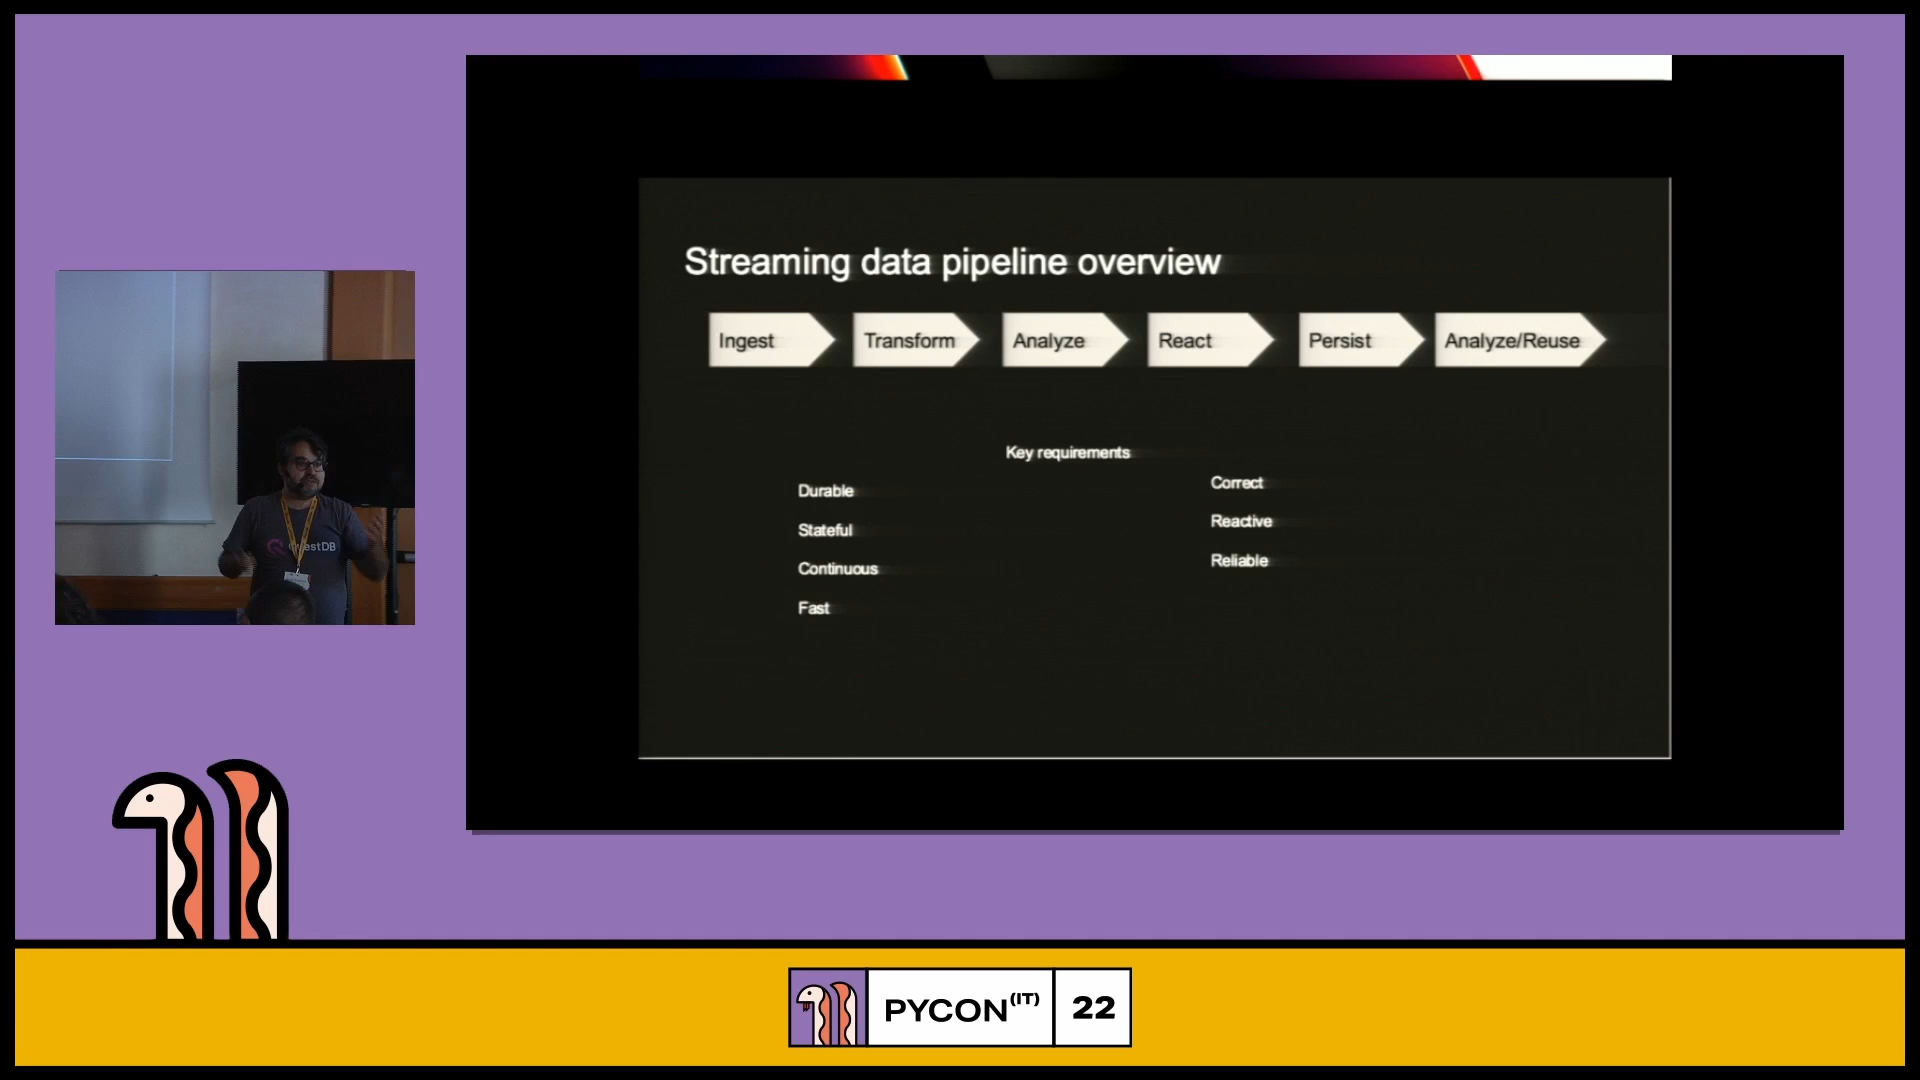 Streaming data pipeline overview
Ingest
Transform
Analyze
React
Persist
Analyze/Reuse
Key requirements
Durable
Stateful
Continuous
Fast
Correct
Reactive
Reliable
QuestDB
PYCON(IT) 22